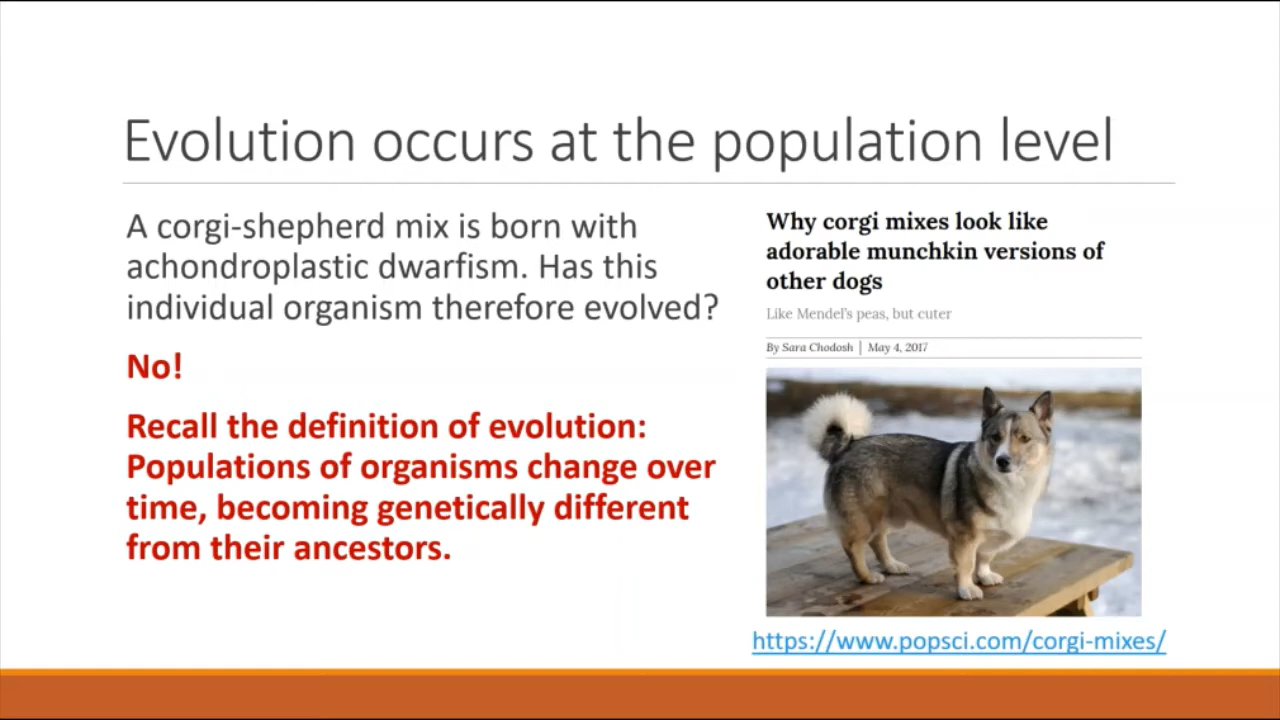 Evolution occurs at the population level
A corgi-shepherd mix is born with
achondroplastic dwarfism. Has this
individual organism therefore evolved?
No!
Recall the definition of evolution:
Populations of organisms change over
time, becoming genetically different
from their ancestors.
Why corgi mixes look like
adorable munchkin versions of
other dogs
Like Mendel's peas, but cuter
By Sara Chodosh | May 4, 2017
https://www.popsci.com/corgi-mixes/